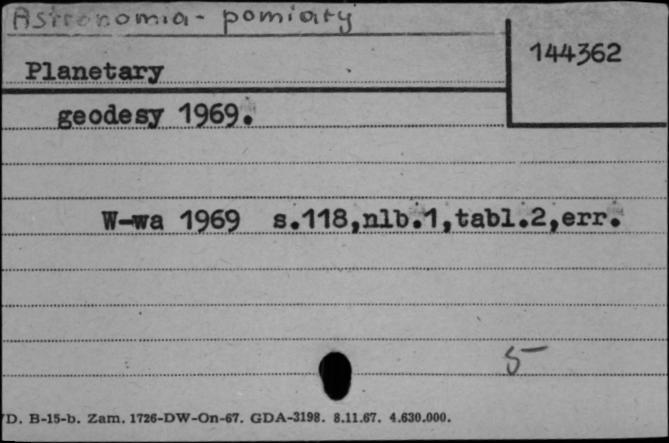 Astronomia - pomiary
144362
Planetary
geodesy 1969.
W-wa 1969 s.118,nlb.1,tabl.2,err.
5
D. B-15-b. Zam. 1726-DW-On-67. GDA-3198. 8.11.67. 4.630.000.